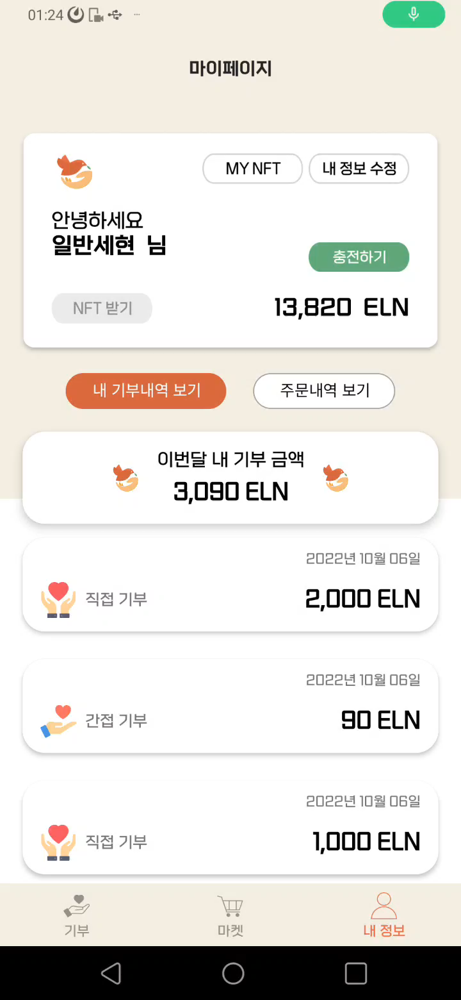 01:24
마이페이지
MY NFT
내 정보 수정
안녕하세요
일반세현 님
충전하기
NFT 받기
13,820 ELN
내 기부내역 보기
주문내역 보기
이번달 내 기부 금액
3,090 ELN
2022년 10월 06일
직접 기부
2,000 ELN
2022년 10월 06일
간접 기부
90 ELN
2022년 10월 06일
직접 기부
1,000 ELN
기부
마켓
내 정보